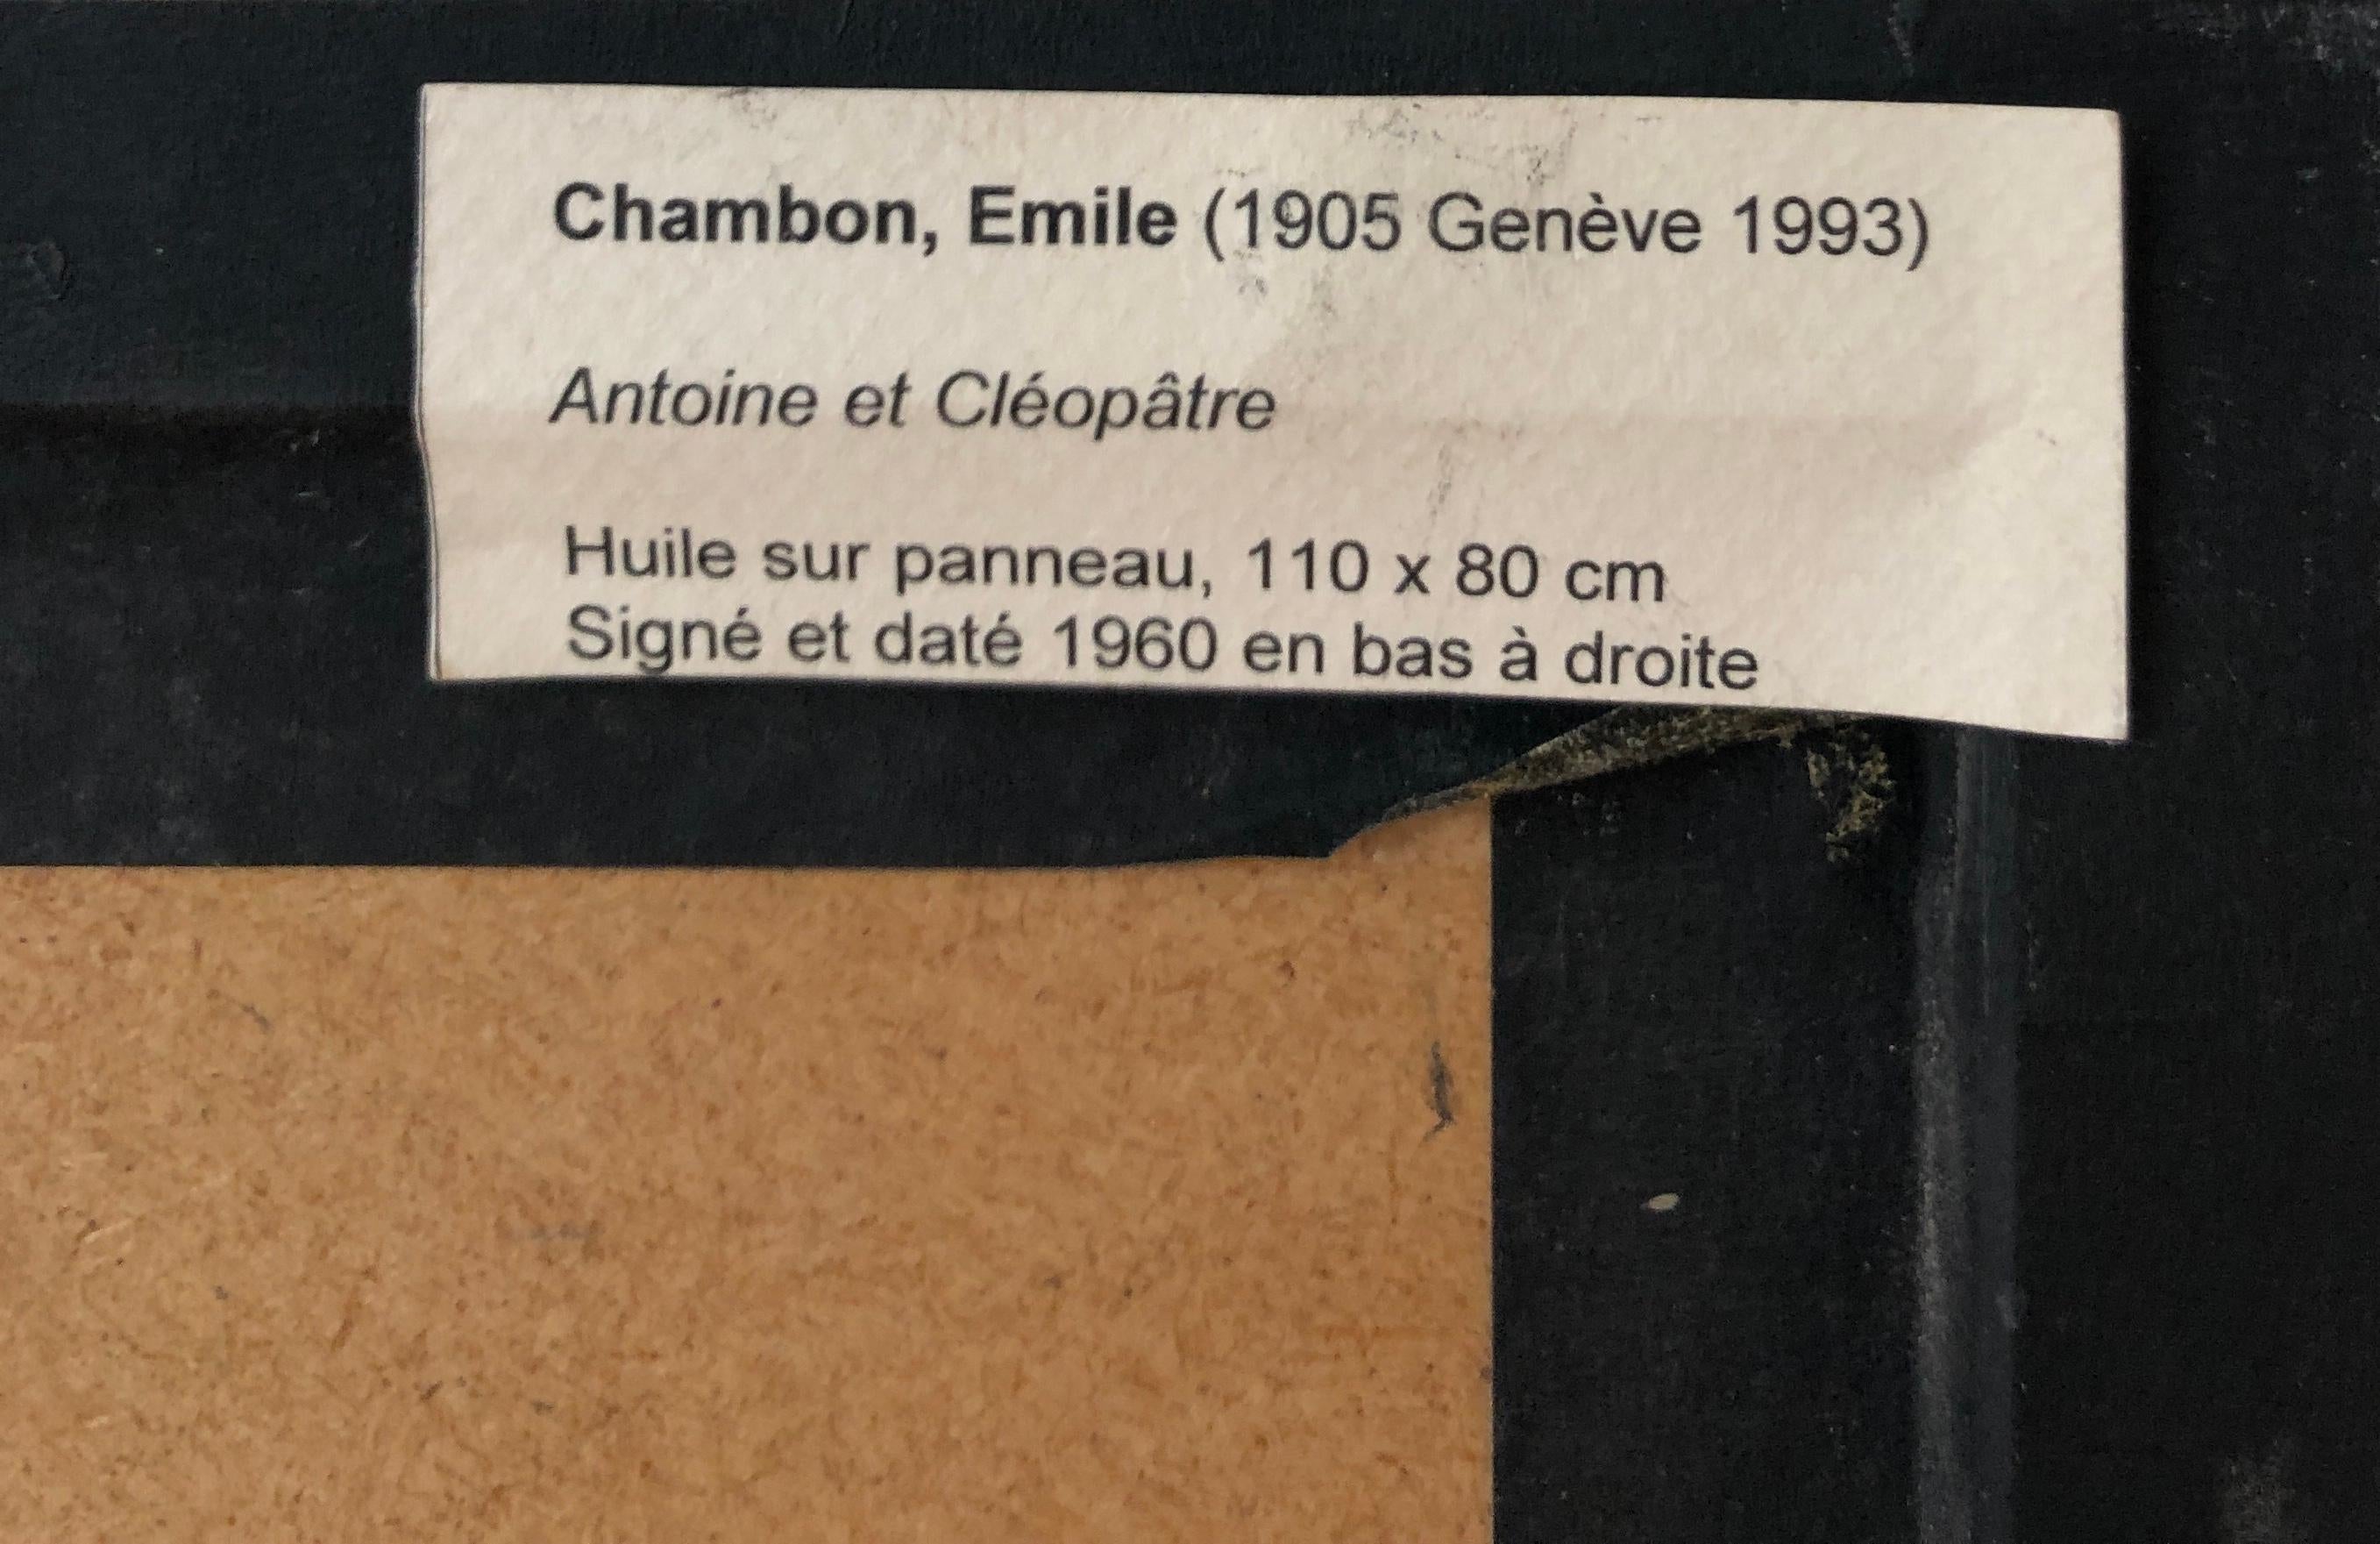 Chambon, Emile (1905 Genève 1993)
Antoine et Cléopâtre
Huile sur panneau, 110 x 80 cm
Signé et daté 1960 en bas à droite